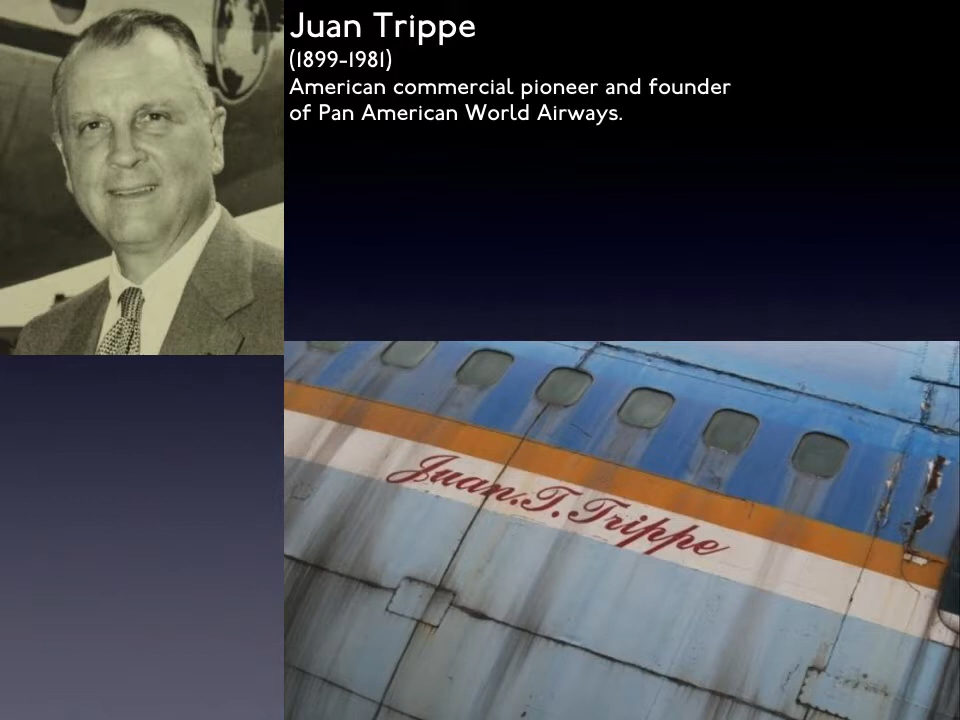 Juan Trippe
(1899-1981)
American commercial pioneer and founder
of Pan American World Airways.
Juan.T.Trippe